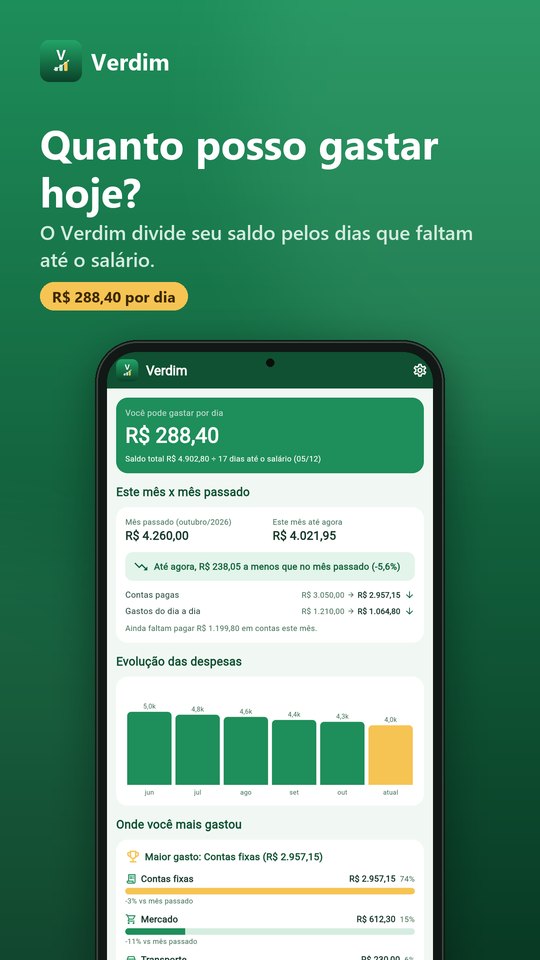 Verdim
Quanto posso gastar
hoje?
O Verdim divide seu saldo pelos dias que faltam
até o salário.
R$ 288,40 por dia
Verdim
Você pode gastar por dia
R$ 288,40
Saldo total R$ 4.902,80 ÷ 17 dias até o salário (05/12)
Este mês x mês passado
Mês passado (outubro/2026) Este mês até agora
R$ 4.260,00 R$ 4.021,95
Até agora, R$ 238,05 a menos que no mês passado (-5,6%)
Contas pagas R$ 3.050,00 → R$ 2.957,15 ↓
Gastos do dia a dia R$ 1.210,00 → R$ 1.064,80 ↓
Ainda faltam pagar R$ 1.199,80 em contas este mês.
Evolução das despesas
5,0k 4,8k 4,6k 4,4k 4,3k 4,0k
jun jul ago set out atual
Onde você mais gastou
Maior gasto: Contas fixas (R$ 2.957,15)
Contas fixas R$ 2.957,15 74%
-3% vs mês passado
Mercado R$ 612,30 15%
-11% vs mês passado
Transporte R$ 230,00 6%